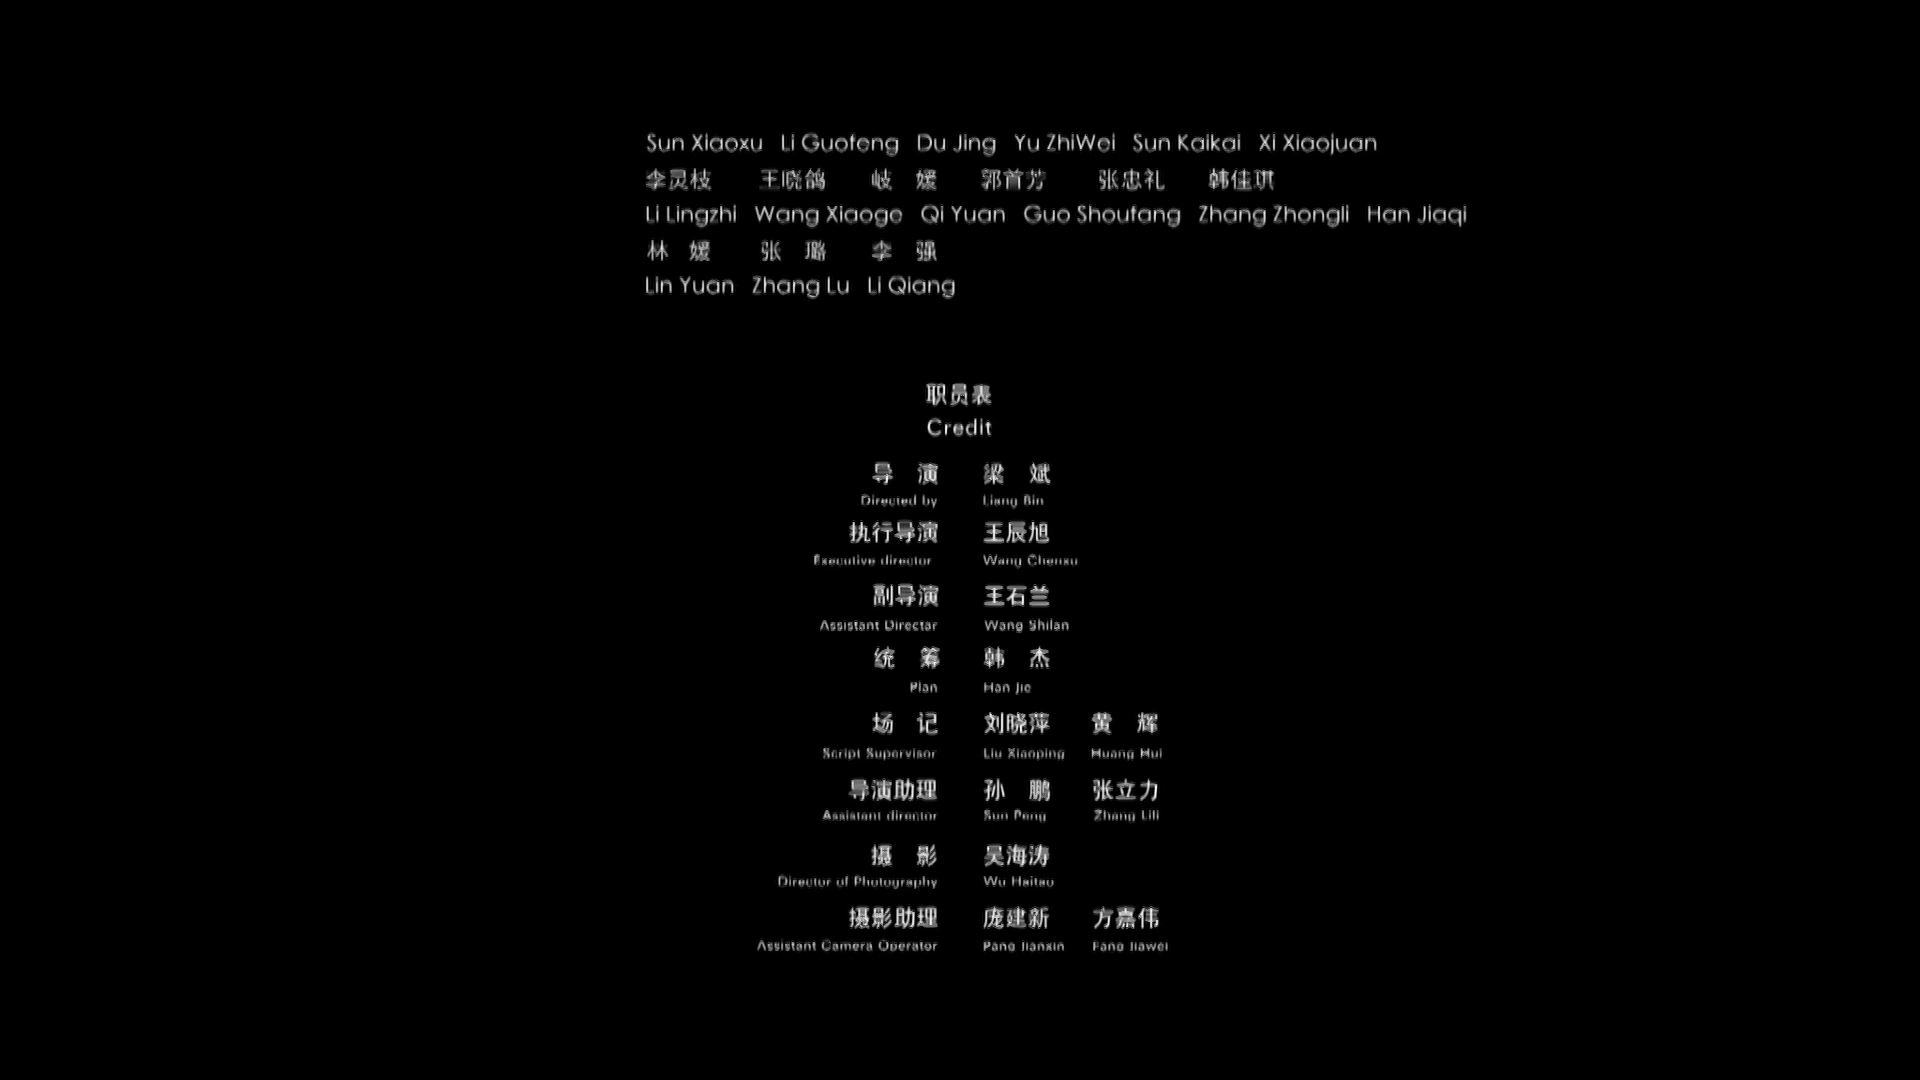 Sun Xiaoxu Li Guofeng Du Jing Yu ZhiWei Sun Kaikai Xi Xiaojuan
李灵枝 王晓鸽 岐 媛 郭首芳 张忠礼 韩佳琪
Li Lingzhi Wang Xiaoge Qi Yuan Guo Shoufang Zhang Zhongli Han Jiaqi
林 媛 张 璐 李 强
Lin Yuan Zhang Lu Li Qiang
职员表
Credit
导 演 梁 斌
Directed by Liang Bin
执行导演 王辰旭
Executive director Wang Chenxu
副导演 王石兰
Assistant Director Wang Shilan
统 筹 韩 杰
Plan Han Jie
场 记 刘晓萍 黄 辉
Script Supervisor Liu Xiaoping Huang Hui
导演助理 孙 鹏 张立力
Assistant director Sun Peng Zhang Lili
摄 影 吴海涛
Director of Photography Wu Haitao
摄影助理 庞建新 方嘉伟
Assistant Camera Operator Pang Jianxin Fang Jiawei